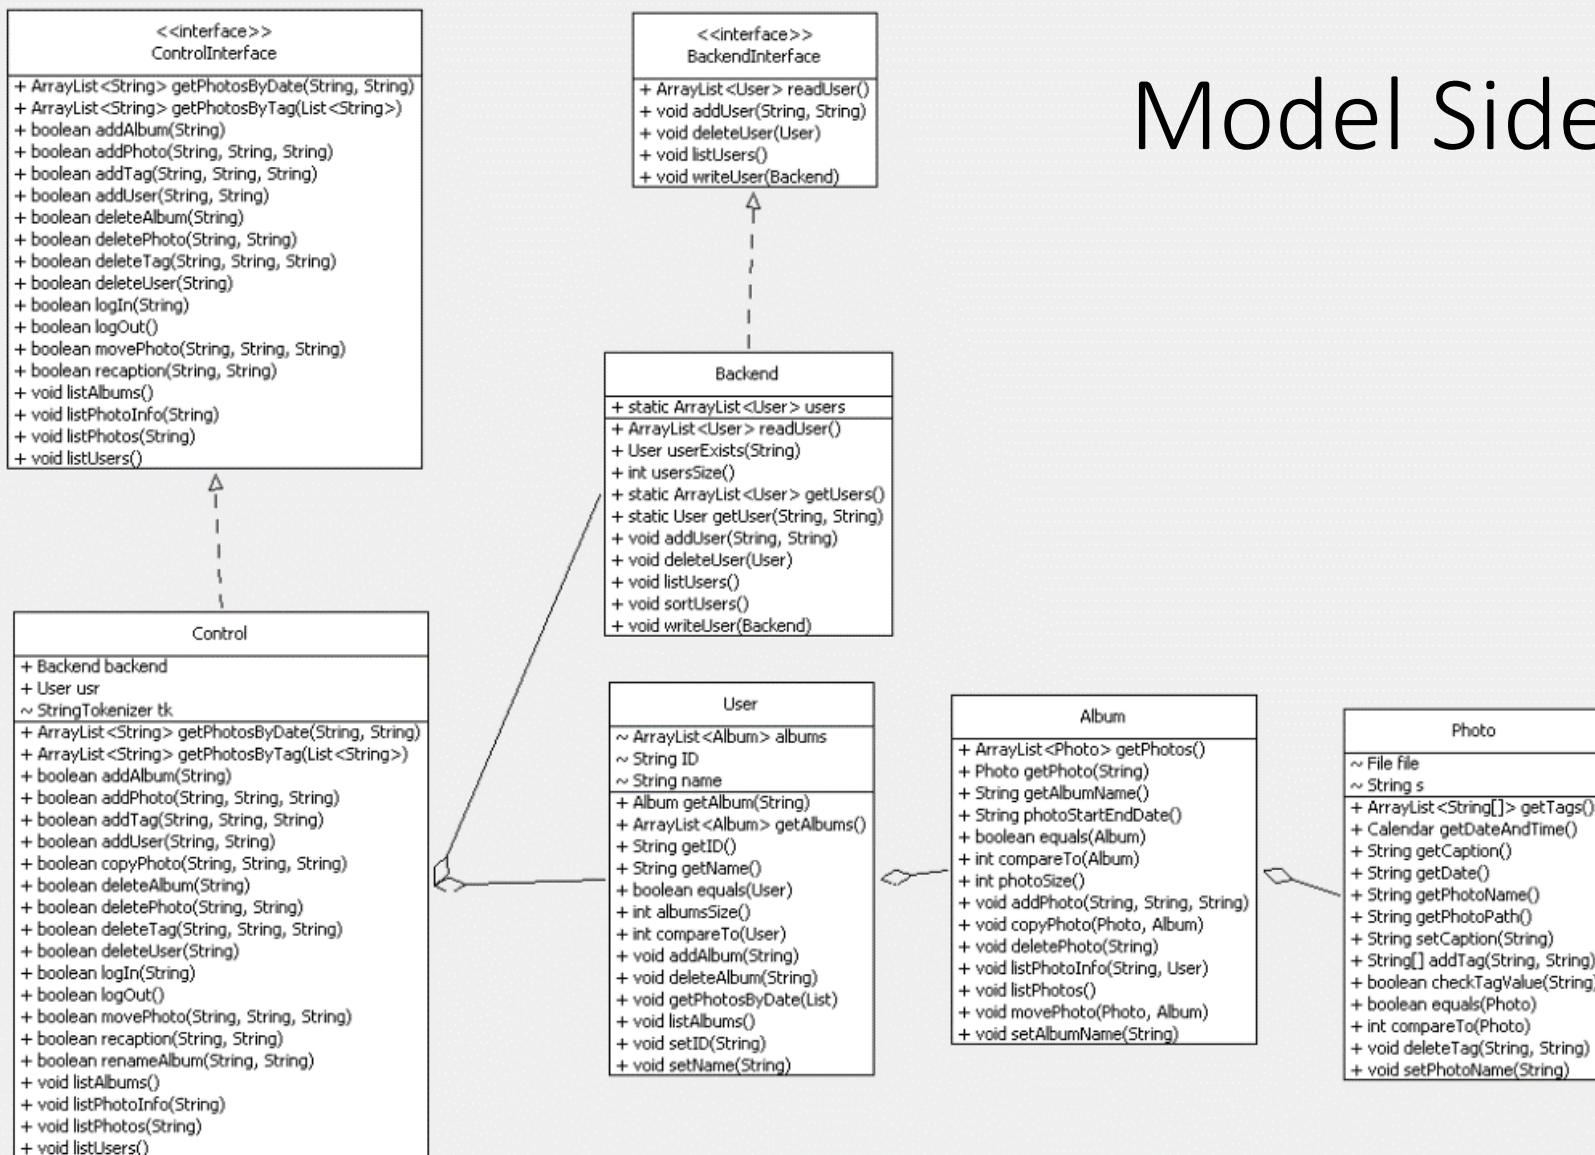 Model Side
<<interface>>
ControlInterface
+ ArrayList<String> getPhotosByDate(String, String)
+ ArrayList<String> getPhotosByTag(List<String>)
+ boolean addAlbum(String)
+ boolean addPhoto(String, String, String)
+ boolean addTag(String, String, String)
+ boolean addUser(String, String)
+ boolean deleteAlbum(String)
+ boolean deletePhoto(String, String)
+ boolean deleteTag(String, String, String)
+ boolean deleteUser(String)
+ boolean logIn(String)
+ boolean logOut()
+ boolean movePhoto(String, String, String)
+ boolean recaption(String, String)
+ void listAlbums()
+ void listPhotoInfo(String)
+ void listPhotos(String)
+ void listUsers()
<<interface>>
BackendInterface
+ ArrayList<User> readUser()
+ void addUser(String, String)
+ void deleteUser(User)
+ void listUsers()
+ void writeUser(Backend)
Backend
+ static ArrayList<User> users
+ ArrayList<User> readUser()
+ User userExists(String)
+ int usersSize()
+ static ArrayList<User> getUsers()
+ static User getUser(String, String)
+ void addUser(String, String)
+ void deleteUser(User)
+ void listUsers()
+ void sortUsers()
+ void writeUser(Backend)
Control
+ Backend backend
+ User usr
~ StringTokenizer tk
+ ArrayList<String> getPhotosByDate(String, String)
+ ArrayList<String> getPhotosByTag(List<String>)
+ boolean addAlbum(String)
+ boolean addPhoto(String, String, String)
+ boolean addTag(String, String, String)
+ boolean addUser(String, String)
+ boolean copyPhoto(String, String, String)
+ boolean deleteAlbum(String)
+ boolean deletePhoto(String, String)
+ boolean deleteTag(String, String, String)
+ boolean deleteUser(String)
+ boolean logIn(String)
+ boolean logOut()
+ boolean movePhoto(String, String, String)
+ boolean recaption(String, String)
+ boolean renameAlbum(String, String)
+ void listAlbums()
+ void listPhotoInfo(String)
+ void listPhotos(String)
+ void listUsers()
User
~ ArrayList<Album> albums
~ String ID
~ String name
+ Album getAlbum(String)
+ ArrayList<Album> getAlbums()
+ String getID()
+ String getName()
+ boolean equals(User)
+ int albumsSize()
+ int compareTo(User)
+ void addAlbum(String)
+ void deleteAlbum(String)
+ void getPhotosByDate(List)
+ void listAlbums()
+ void setID(String)
+ void setName(String)
Album
+ ArrayList<Photo> getPhotos()
+ Photo getPhoto(String)
+ String getAlbumName()
+ String photoStartEndDate()
+ boolean equals(Album)
+ int compareTo(Album)
+ int photoSize()
+ void addPhoto(String, String, String)
+ void copyPhoto(Photo, Album)
+ void deletePhoto(String)
+ void listPhotoInfo(String, User)
+ void listPhotos()
+ void movePhoto(Photo, Album)
+ void setAlbumName(String)
Photo
~ File file
~ String s
+ ArrayList<String[]> getTags()
+ Calendar getDateAndTime()
+ String getCaption()
+ String getDate()
+ String getPhotoName()
+ String getPhotoPath()
+ String setCaption(String)
+ String[] addTag(String, String)
+ boolean checkTagValue(String)
+ boolean equals(Photo)
+ int compareTo(Photo)
+ void deleteTag(String, String)
+ void setPhotoName(String)